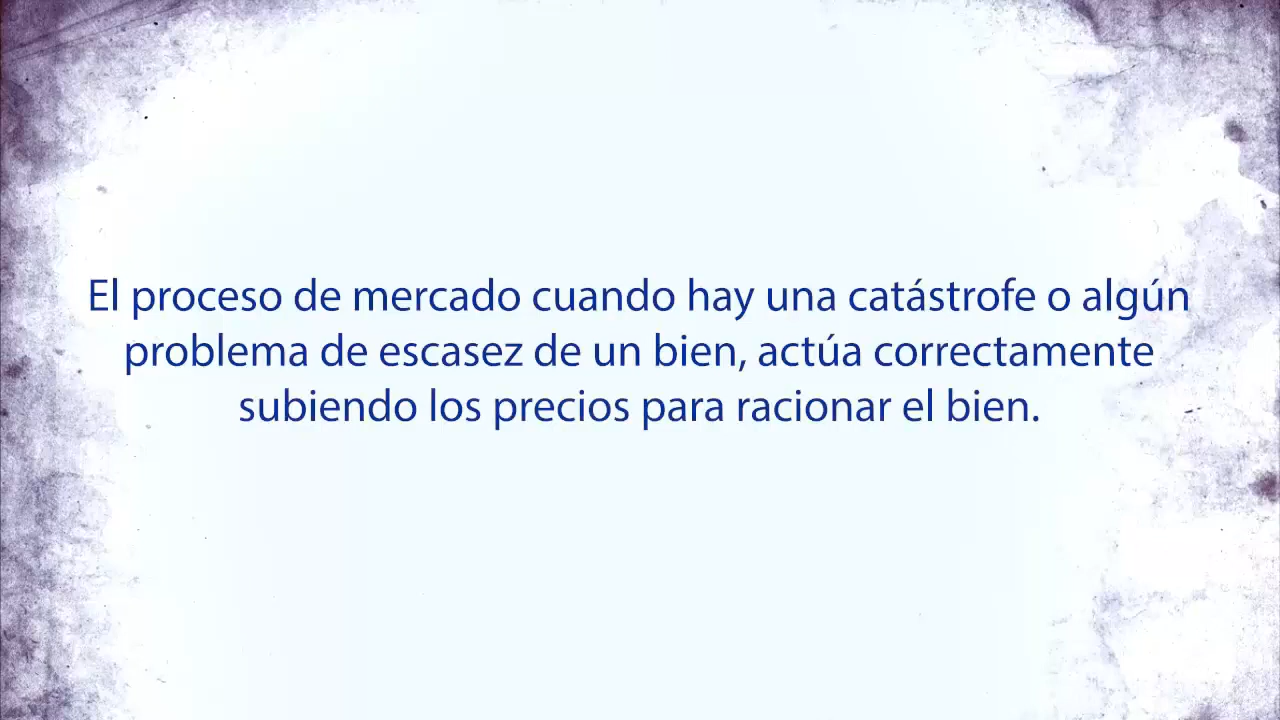 El proceso de mercado cuando hay una catástrofe o algún
problema de escasez de un bien, actúa correctamente
subiendo los precios para racionar el bien.